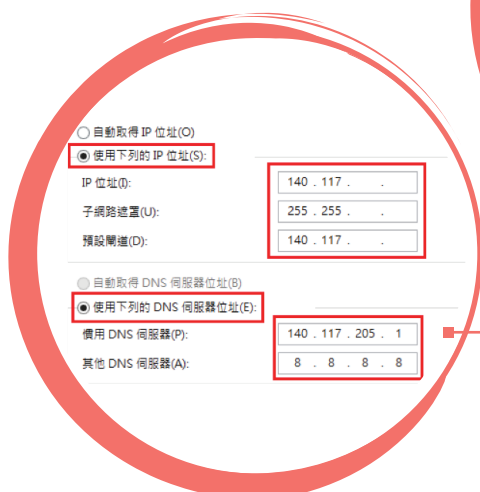 自動取得 IP 位址(O)
使用下列的 IP 位址(S):
IP 位址(I): 140 . 117 . .
子網路遮罩(U): 255 . 255 . .
預設閘道(D): 140 . 117 . .
自動取得 DNS 伺服器位址(B)
使用下列的 DNS 伺服器位址(E):
慣用 DNS 伺服器(P): 140 . 117 . 205 . 1
其他 DNS 伺服器(A): 8 . 8 . 8 . 8